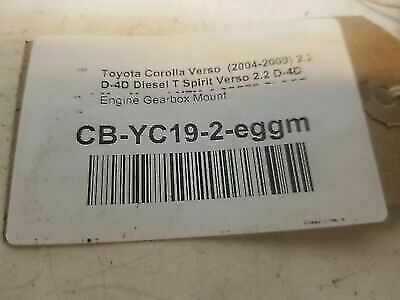 Toyota Corolla Verso (2004-2009) 2.2
D-4D Diesel T Spirit Verso 2.2 D-4D
Engine Gearbox Mount
CB-YC19-2-eggm